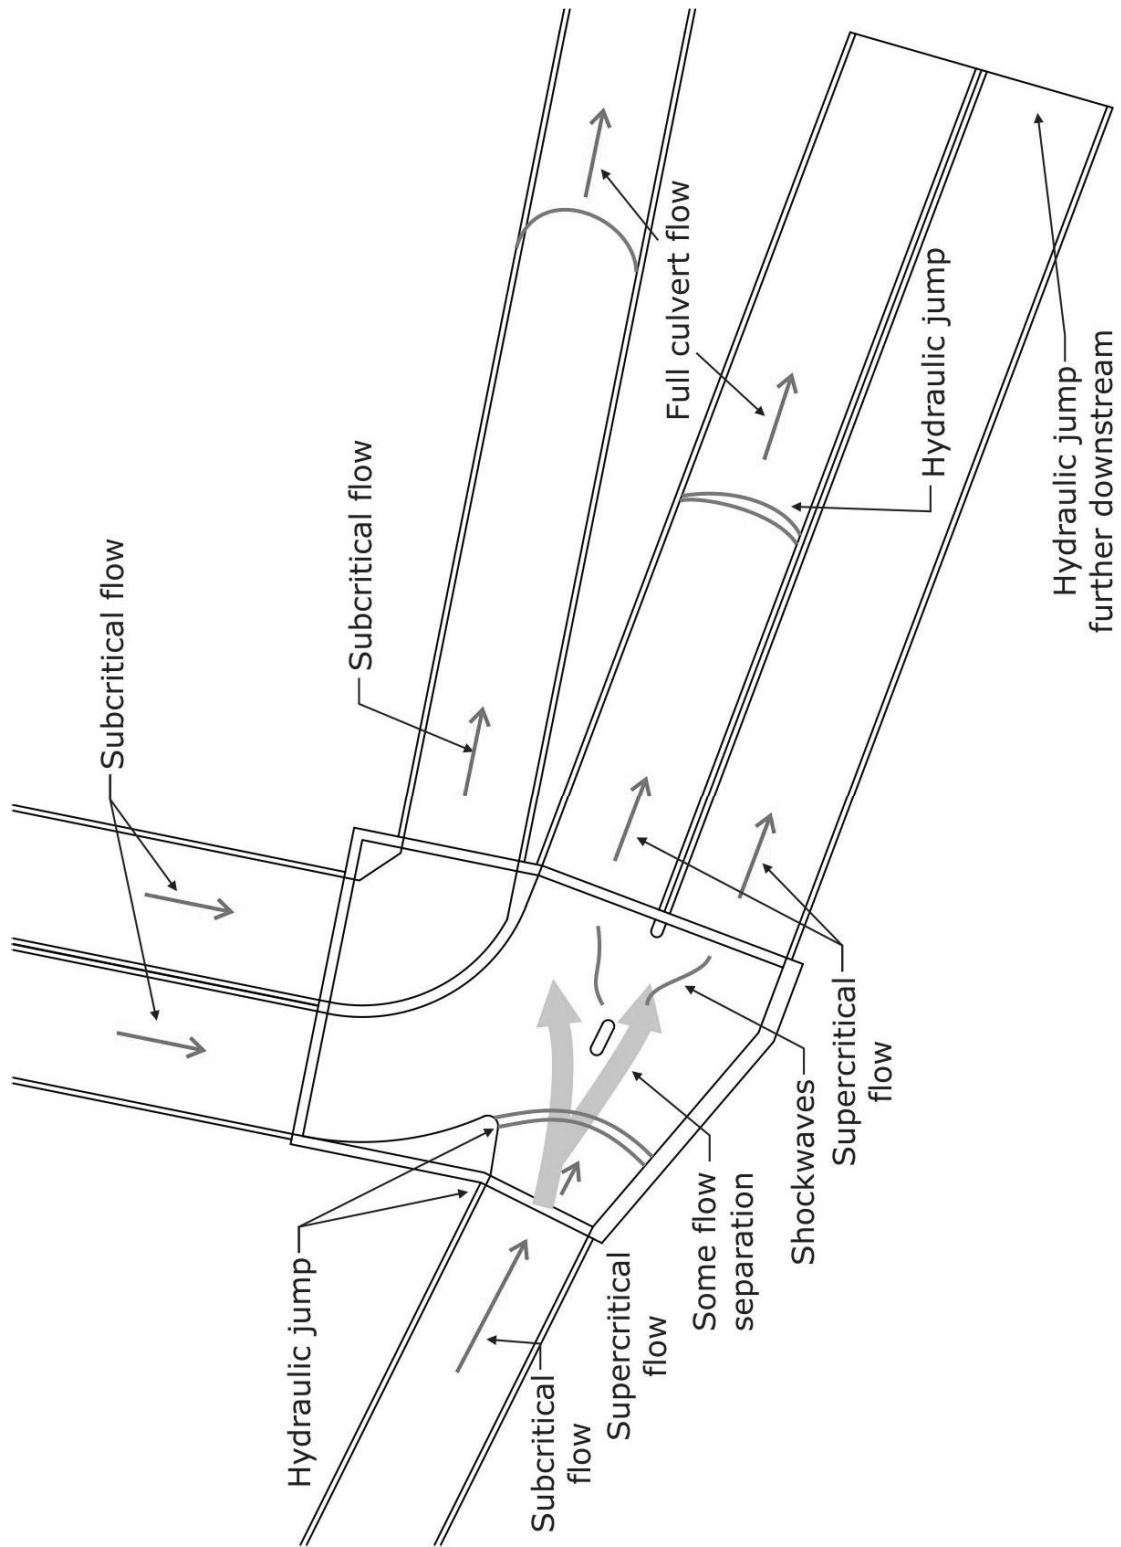 Subcritical flow
Subcritical flow
Full culvert flow
Hydraulic jump
Hydraulic jump
further downstream
Hydraulic jump
Subcritical
flow
Supercritical
flow
Some flow
separation
Shockwaves
Supercritical
flow